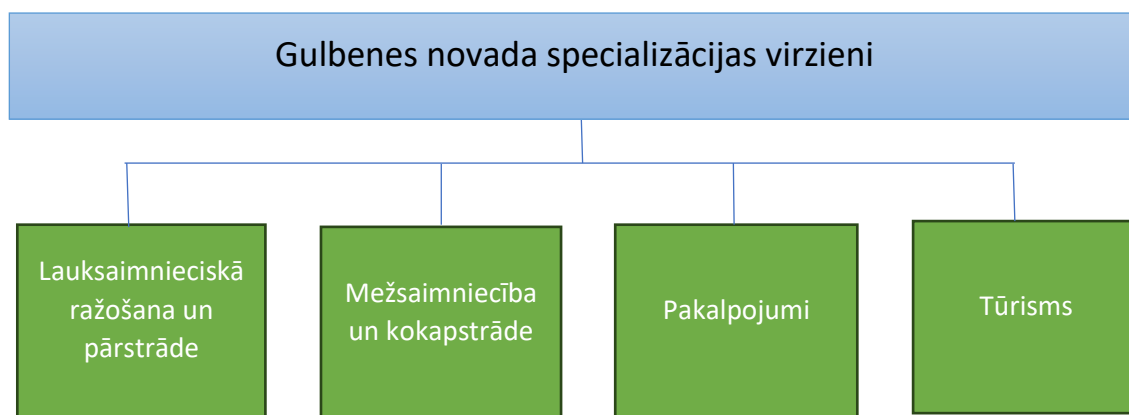 Gulbenes novada specializācijas virzieni
Lauksaimnieciskā
ražošana un
pārstrāde
Mežsaimniecība
un kokapstrāde
Pakalpojumi
Tūrisms